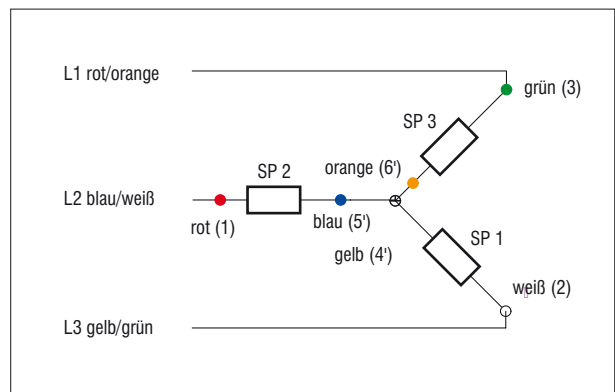 L1 rot/orange
grün (3)
SP 3
orange (6')
SP 2
L2 blau/weiß
rot (1)
blau (5')
gelb (4')
SP 1
weiß (2)
L3 gelb/grün